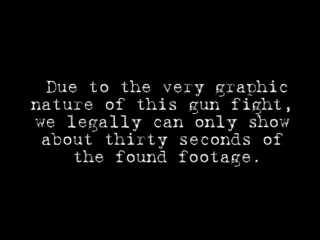 Due to the very graphic
nature of this gun fight,
we legally can only show
about thirty seconds of
the found footage.